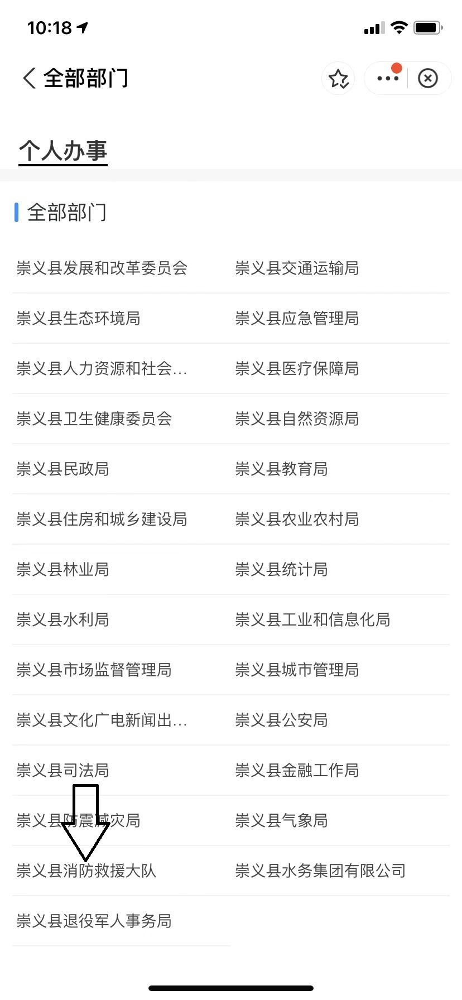 10:18
全部部门
个人办事
全部部门
崇义县发展和改革委员会 崇义县交通运输局
崇义县生态环境局 崇义县应急管理局
崇义县人力资源和社会... 崇义县医疗保障局
崇义县卫生健康委员会 崇义县自然资源局
崇义县民政局 崇义县教育局
崇义县住房和城乡建设局 崇义县农业农村局
崇义县林业局 崇义县统计局
崇义县水利局 崇义县工业和信息化局
崇义县市场监督管理局 崇义县城市管理局
崇义县文化广电新闻出... 崇义县公安局
崇义县司法局 崇义县金融工作局
崇义县防震减灾局 崇义县气象局
崇义县消防救援大队 崇义县水务集团有限公司
崇义县退役军人事务局